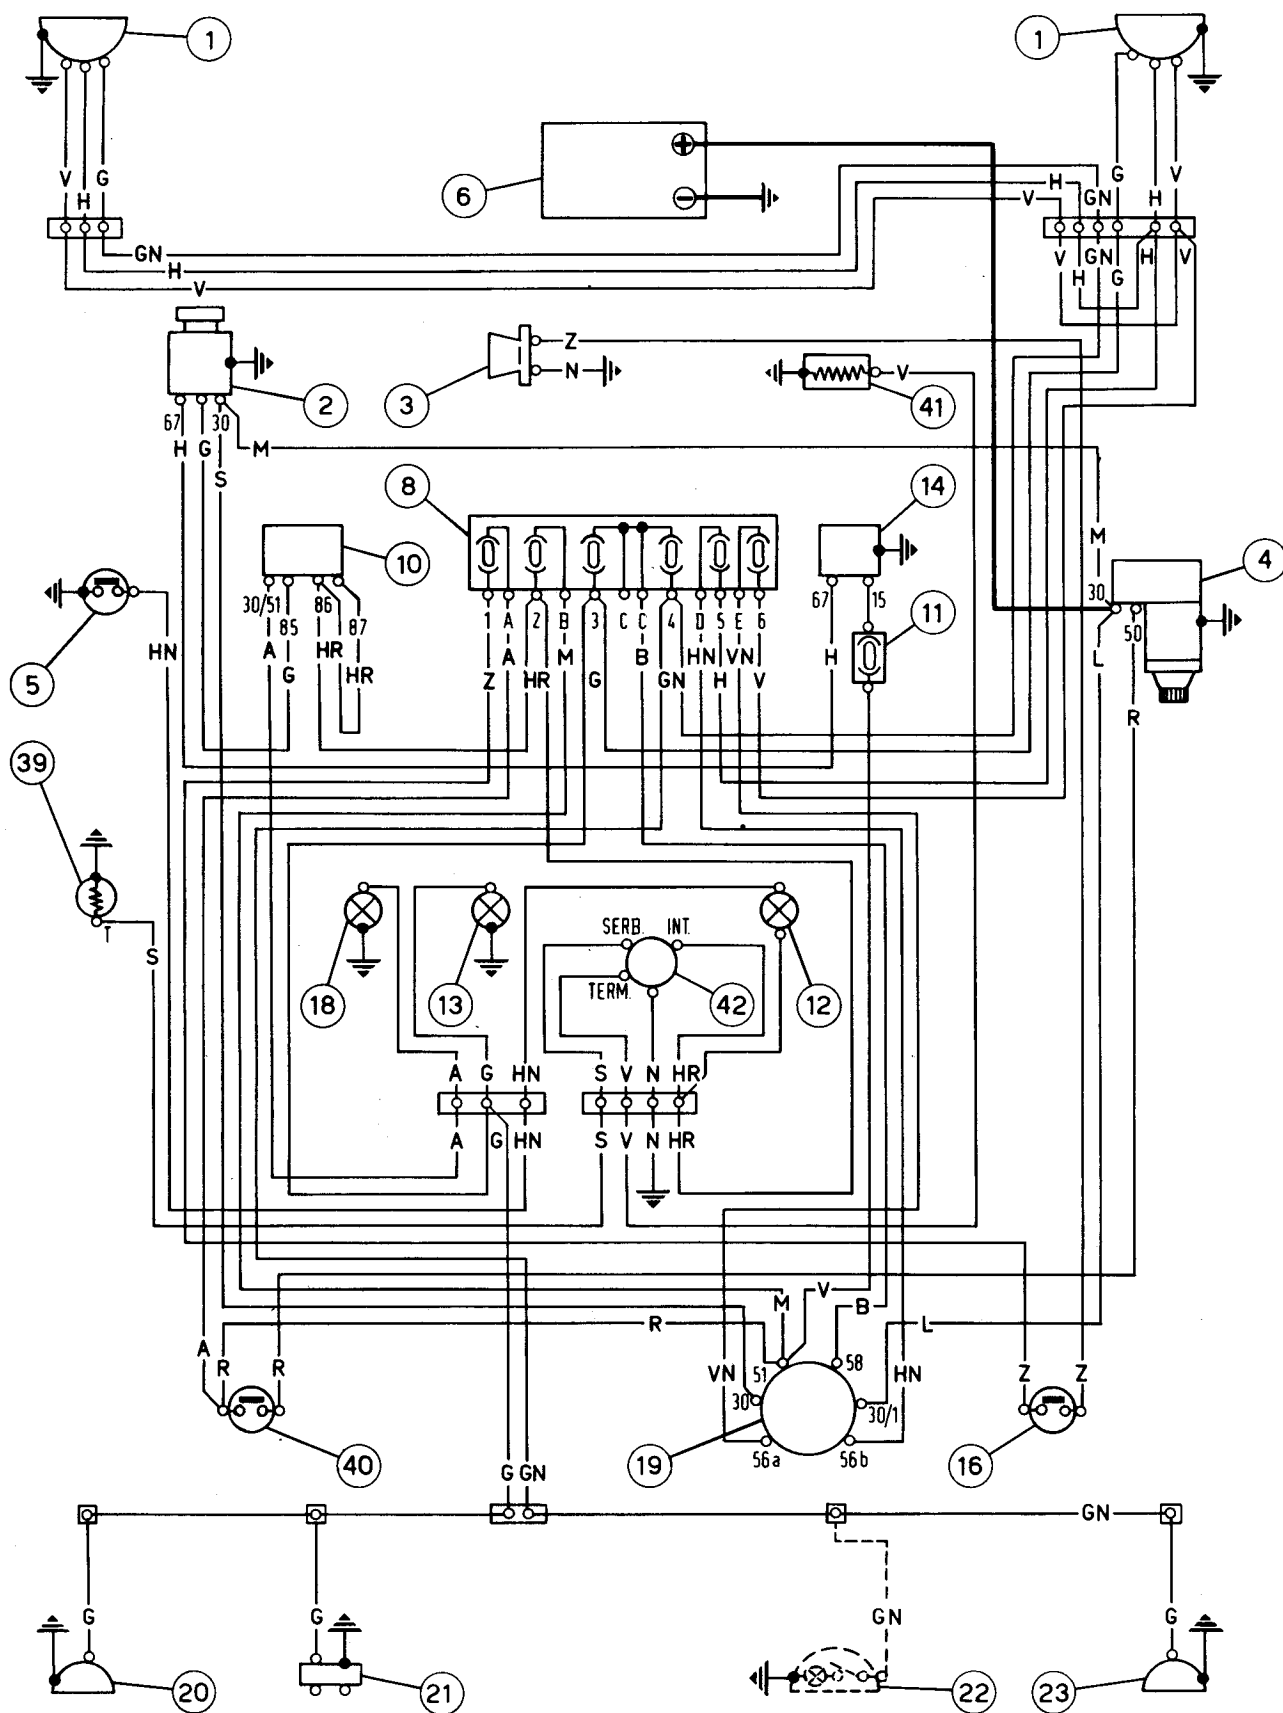 1 1
6
V H G
H V GN G H V
GN H V
V H GN G H V
Z
N
V
2 3 41
67 30
H G S M
8 14
10 4
M
30/51 85 86 87
A G HR HR
1 A 2 B 3 C C 4 D 5 E 6
Z A HR M G B GN HN H VN V
67 15
H
11
30 50
L R
5
HN
39
T
S
SERB. INT.
TERM.
18 13 42 12
A G HN S V N HR
A G HN S V N HR
M V B
R L
A R R
VN 51 58 HN
30 30/1
56a 56b
Z Z
40 19 16
G GN
GN
G G GN G
20 21 22 23